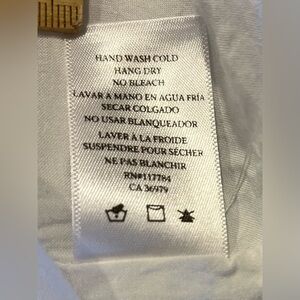 HAND WASH COLD
HANG DRY
NO BLEACH
LAVAR A MANO EN AGUA FRÍA
SECAR COLGADO
NO USAR BLANQUEADOR
LAVER À LA FROIDE
SUSPENDRE POUR SÉCHER
NE PAS BLANCHIR
RN#117784
CA 36979